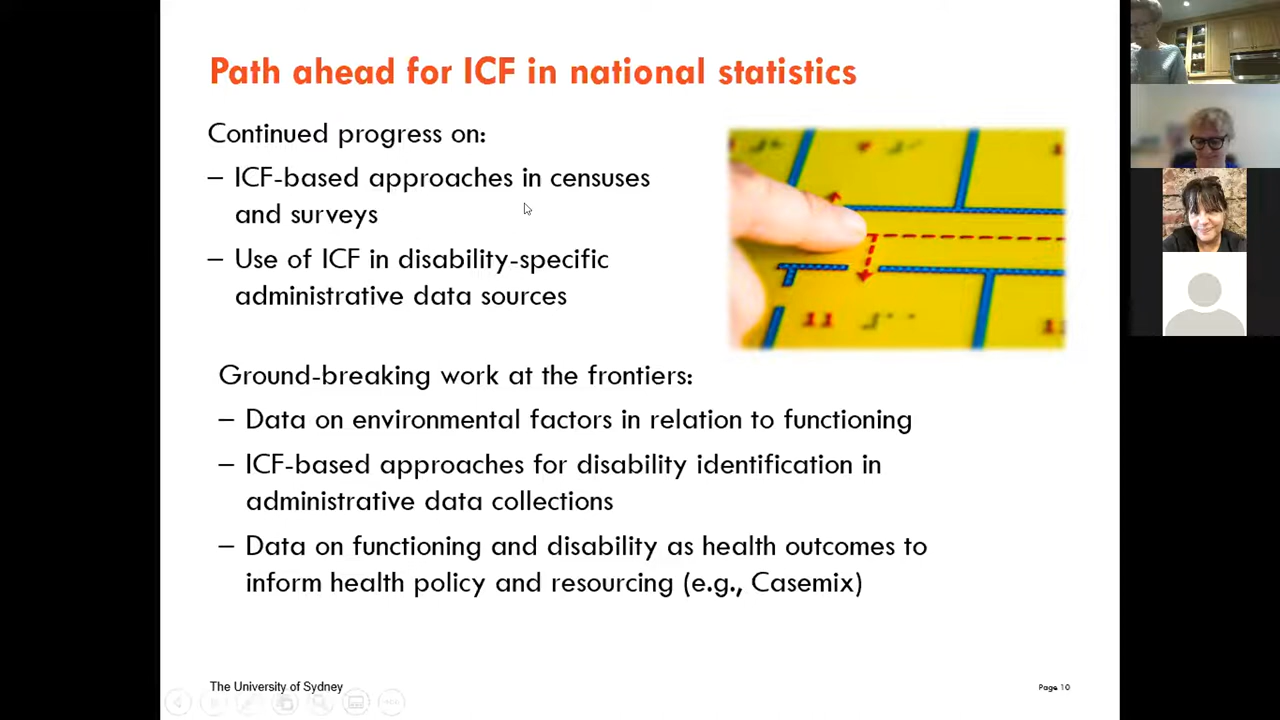 Path ahead for ICF in national statistics
Continued progress on:
– ICF-based approaches in censuses
and surveys
– Use of ICF in disability-specific
administrative data sources
11
Ground-breaking work at the frontiers:
– Data on environmental factors in relation to functioning
– ICF-based approaches for disability identification in
administrative data collections
– Data on functioning and disability as health outcomes to
inform health policy and resourcing (e.g., Casemix)
The University of Sydney
Page 10